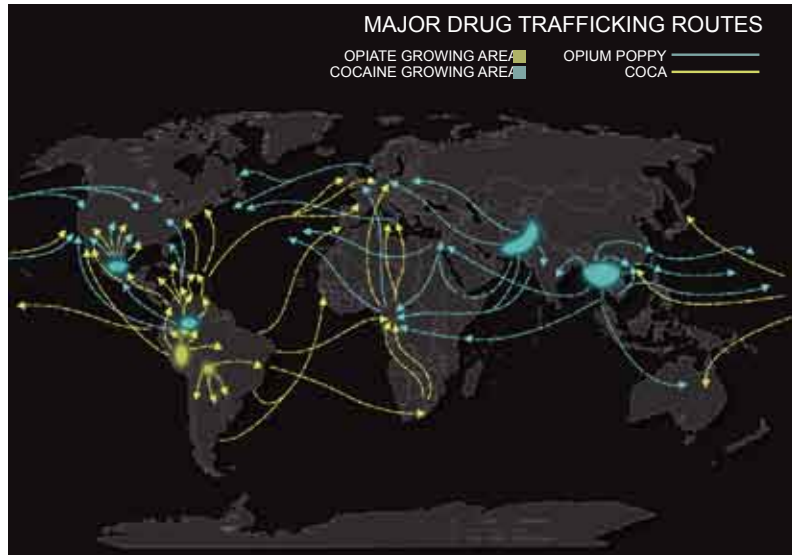 MAJOR DRUG TRAFFICKING ROUTES
OPIATE GROWING AREA OPIUM POPPY
COCAINE GROWING AREA COCA